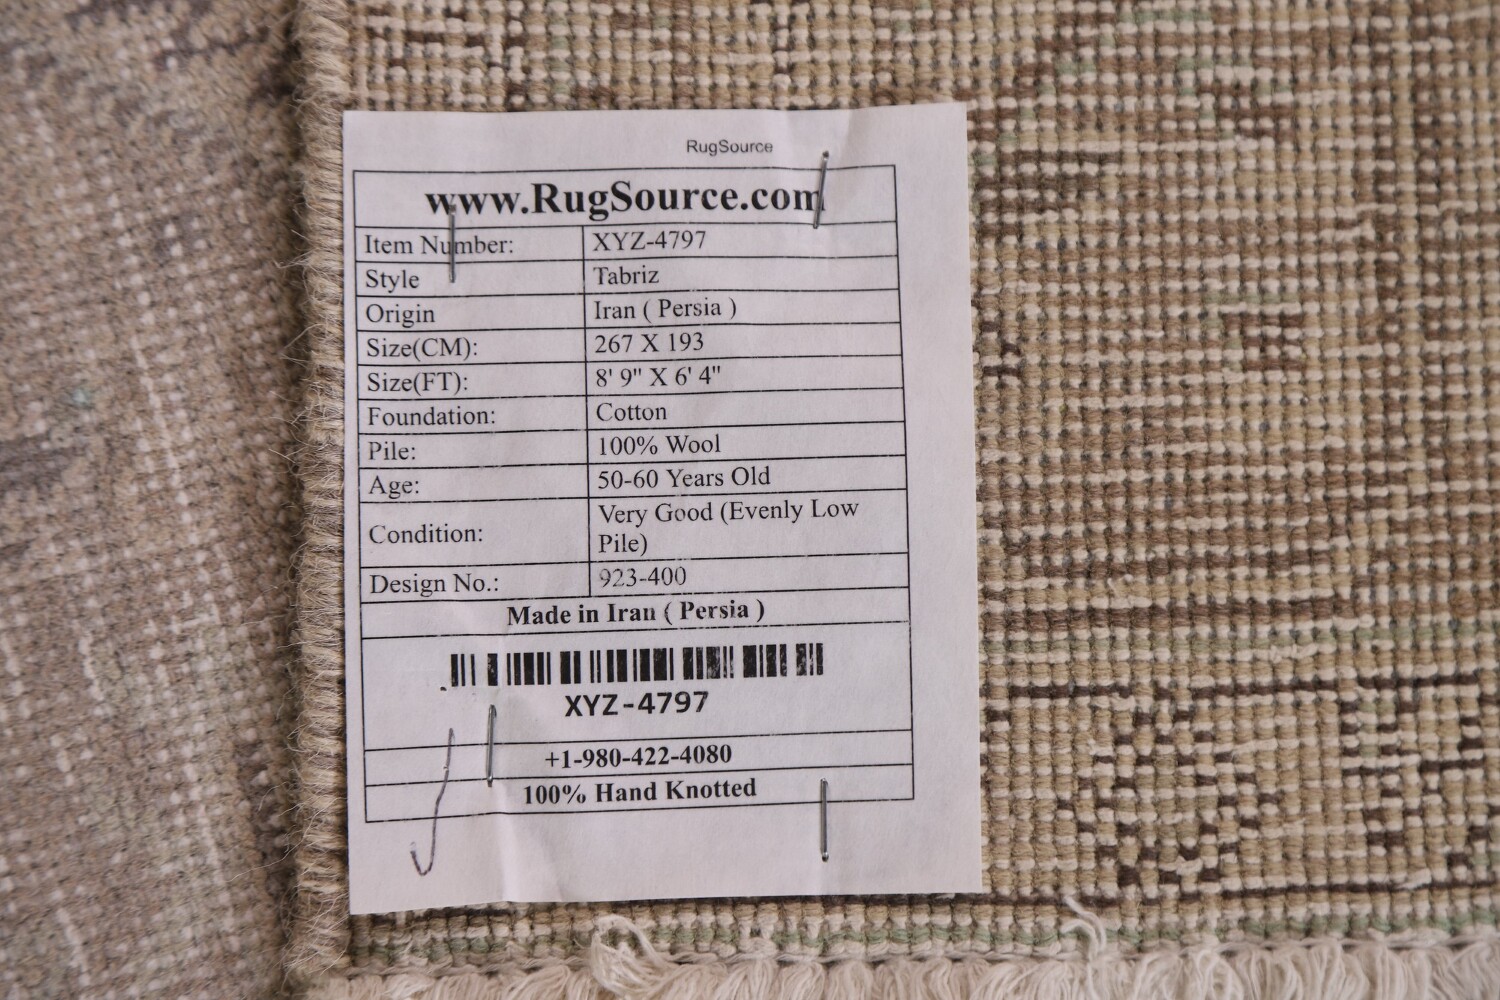 RugSource
www.RugSource.com
Item Number: XYZ-4797
Style Tabriz
Origin Iran ( Persia )
Size(CM): 267 X 193
Size(FT): 8' 9" X 6' 4"
Foundation: Cotton
Pile: 100% Wool
Age: 50-60 Years Old
Condition: Very Good (Evenly Low
Pile)
Design No.: 923-400
Made in Iran ( Persia )
XYZ-4797
+1-980-422-4080
100% Hand Knotted